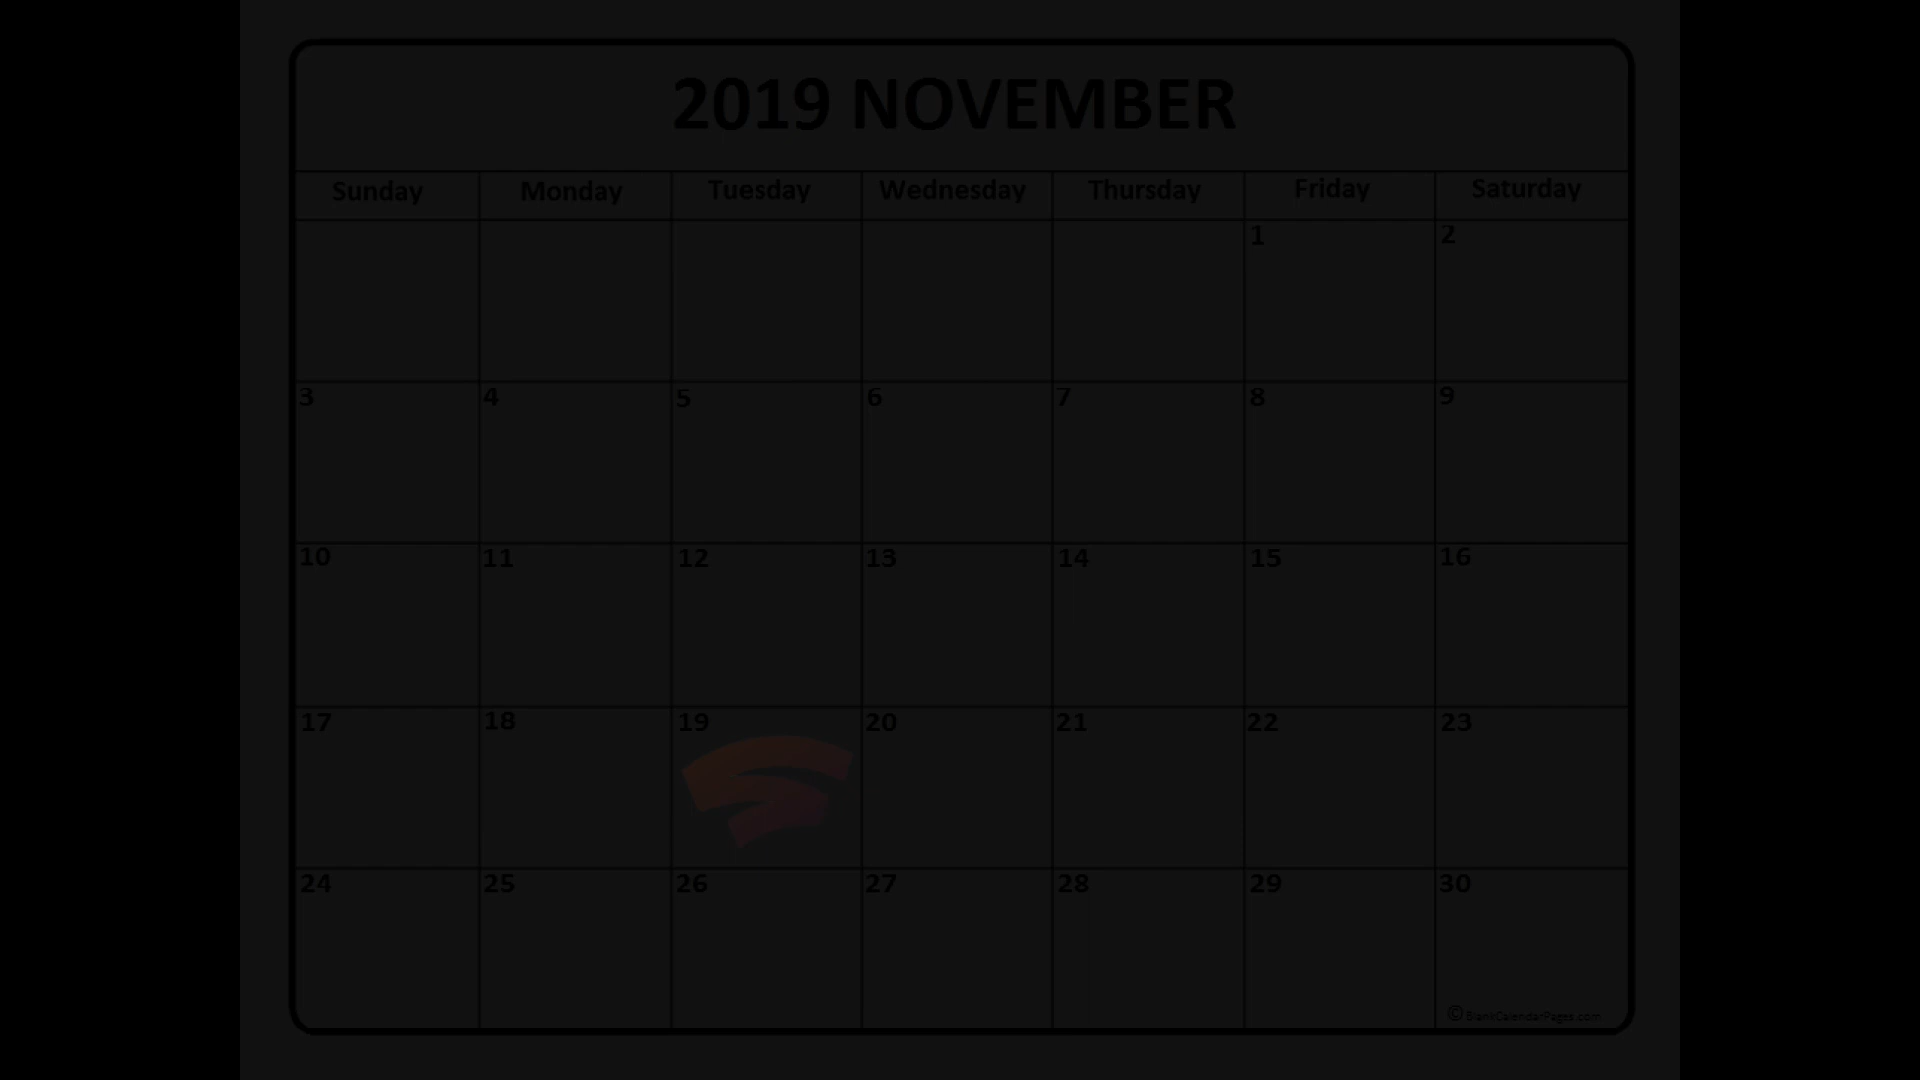 2019 NOVEMBER
Sunday Monday Tuesday Wednesday Thursday Friday Saturday
1 2
3 4 5 6 7 8 9
10 11 12 13 14 15 16
17 18 19 20 21 22 23
24 25 26 27 28 29 30
©BlankCalendarPages.com